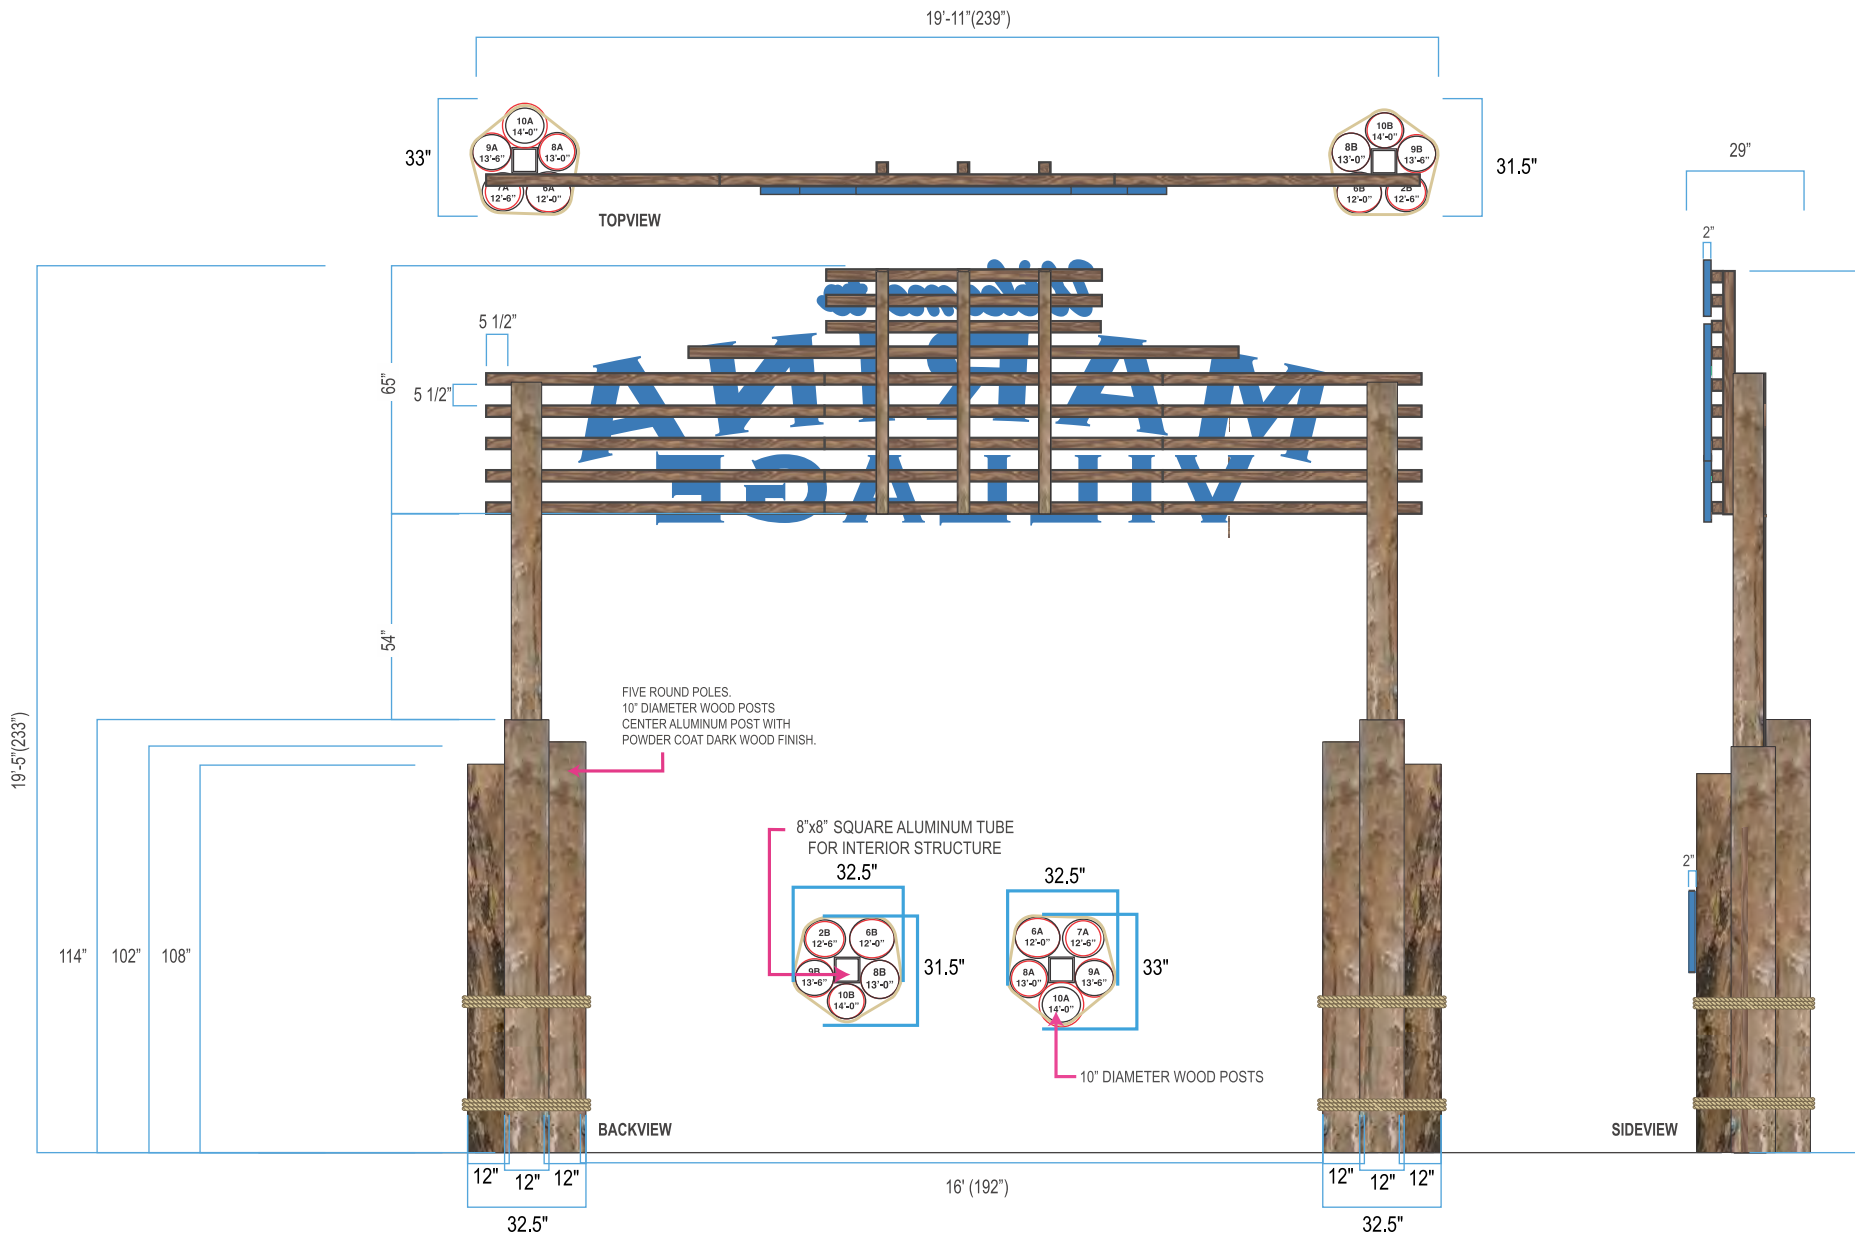 19'-11"(239")
10A
14'-0"
9A
13'-6"
8A
13'-0"
7A
12'-6"
6A
12'-0"
33"
TOPVIEW
10B
14'-0"
8B
13'-0"
9B
13'-6"
6B
12'-0"
2B
12'-6"
31.5"
29"
2"
Welcome to
MARINA
VILLAGE
5 1/2"
5 1/2"
65"
54"
19'-5"(233")
114"
102"
108"
FIVE ROUND POLES.
10" DIAMETER WOOD POSTS
CENTER ALUMINUM POST WITH
POWDER COAT DARK WOOD FINISH.
8"x8" SQUARE ALUMINUM TUBE
FOR INTERIOR STRUCTURE
32.5"
2B
12'-6"
6B
12'-0"
9B
13'-6"
8B
13'-0"
10B
14'-0"
31.5"
32.5"
6A
12'-0"
7A
12'-6"
8A
13'-0"
9A
13'-6"
10A
14'-0"
33"
10" DIAMETER WOOD POSTS
2"
BACKVIEW
SIDEVIEW
12"
12"
12"
32.5"
16' (192")
12"
12"
12"
32.5"